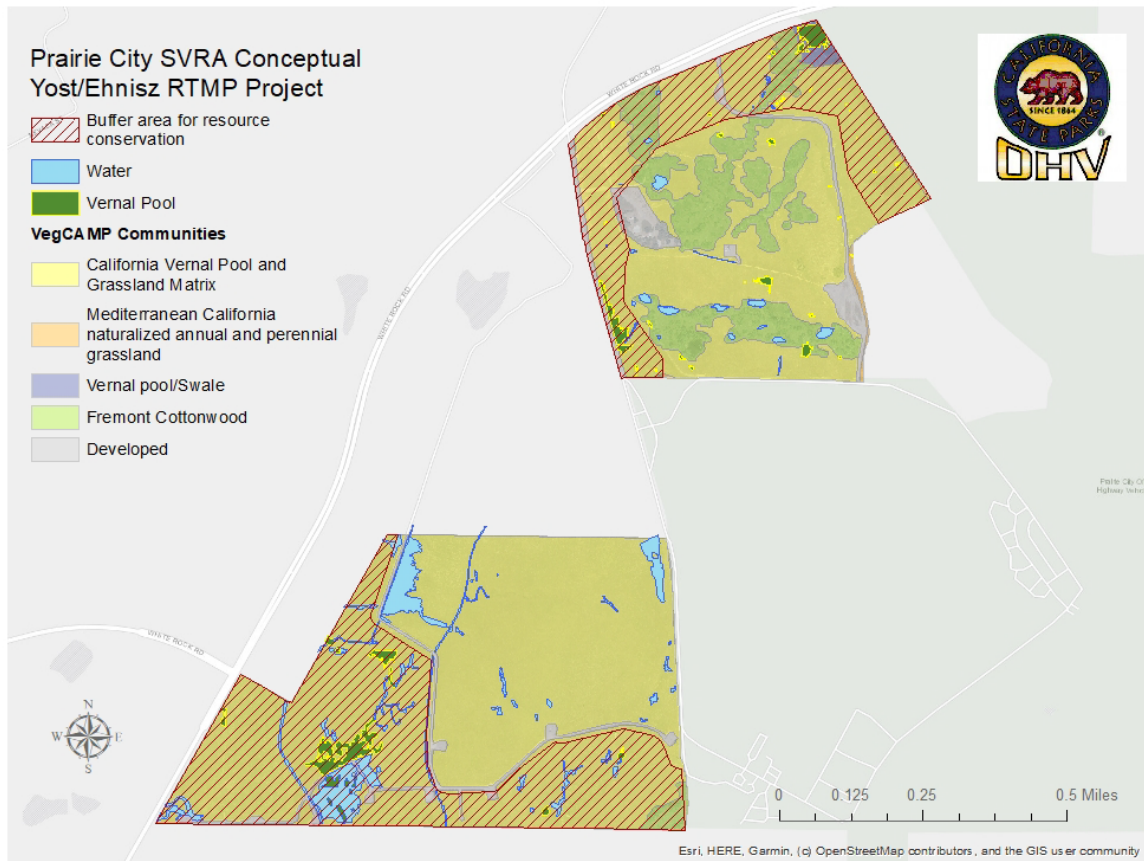 Prairie City SVRA Conceptual
Yost/Ehnisz RTMP Project
Buffer area for resource
conservation
Water
Vernal Pool
VegCAMP Communities
California Vernal Pool and
Grassland Matrix
Mediterranean California
naturalized annual and perennial
grassland
Vernal pool/Swale
Fremont Cottonwood
Developed
CALIFORNIA
STATE PARKS
SINCE 1864
OHV
®
WHITE ROCK RD
WHITE ROCK RD
WHITE ROCK RD
Prairie City
Highway
N
W E
S
0 0.125 0.25 0.5 Miles
Esri, HERE, Garmin, (c) OpenStreetMap contributors, and the GIS user community